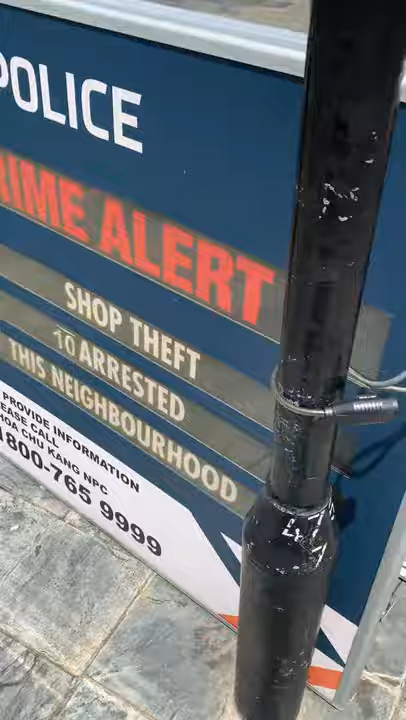 POLICE
RIME ALERT
SHOP THEFT
10 ARRESTED
THIS NEIGHBOURHOOD
PROVIDE INFORMATION
EASE CALL
HOA CHU KANG NPC
1800-765 9999